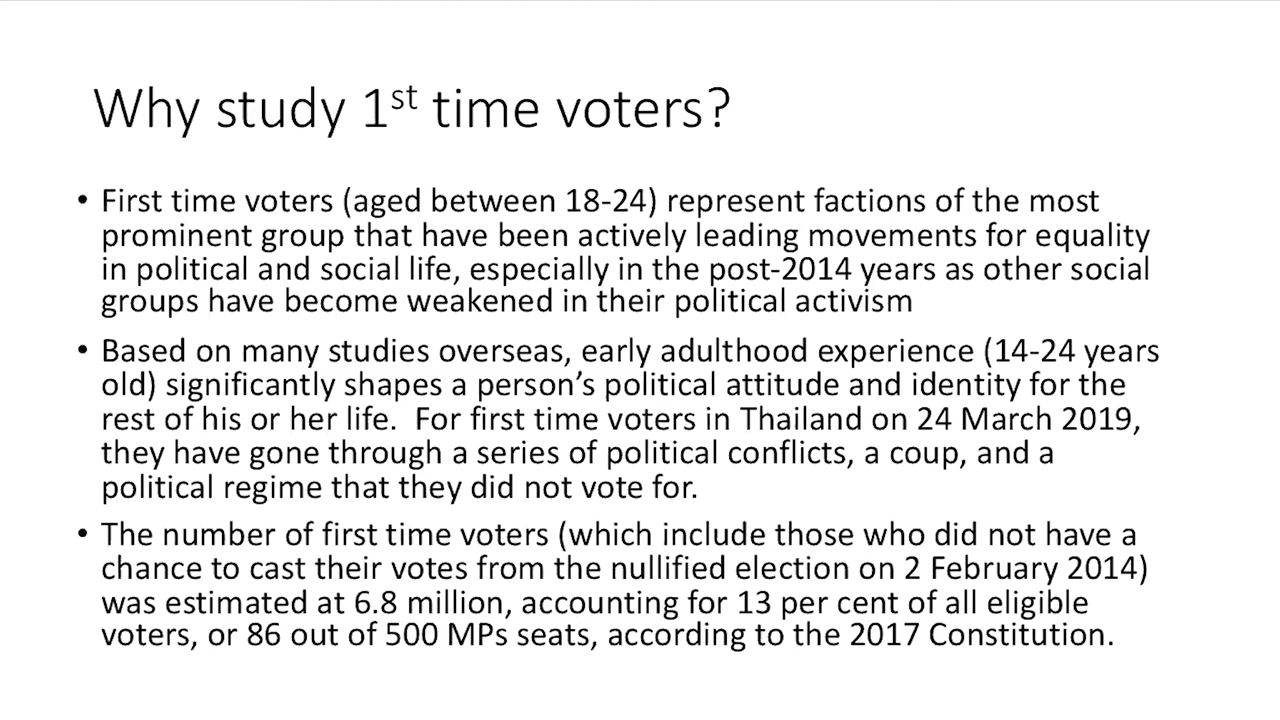 Why study 1st time voters?
• First time voters (aged between 18-24) represent factions of the most
prominent group that have been actively leading movements for equality
in political and social life, especially in the post-2014 years as other social
groups have become weakened in their political activism
• Based on many studies overseas, early adulthood experience (14-24 years
old) significantly shapes a person’s political attitude and identity for the
rest of his or her life.  For first time voters in Thailand on 24 March 2019,
they have gone through a series of political conflicts, a coup, and a
political regime that they did not vote for.
• The number of first time voters (which include those who did not have a
chance to cast their votes from the nullified election on 2 February 2014)
was estimated at 6.8 million, accounting for 13 per cent of all eligible
voters, or 86 out of 500 MPs seats, according to the 2017 Constitution.